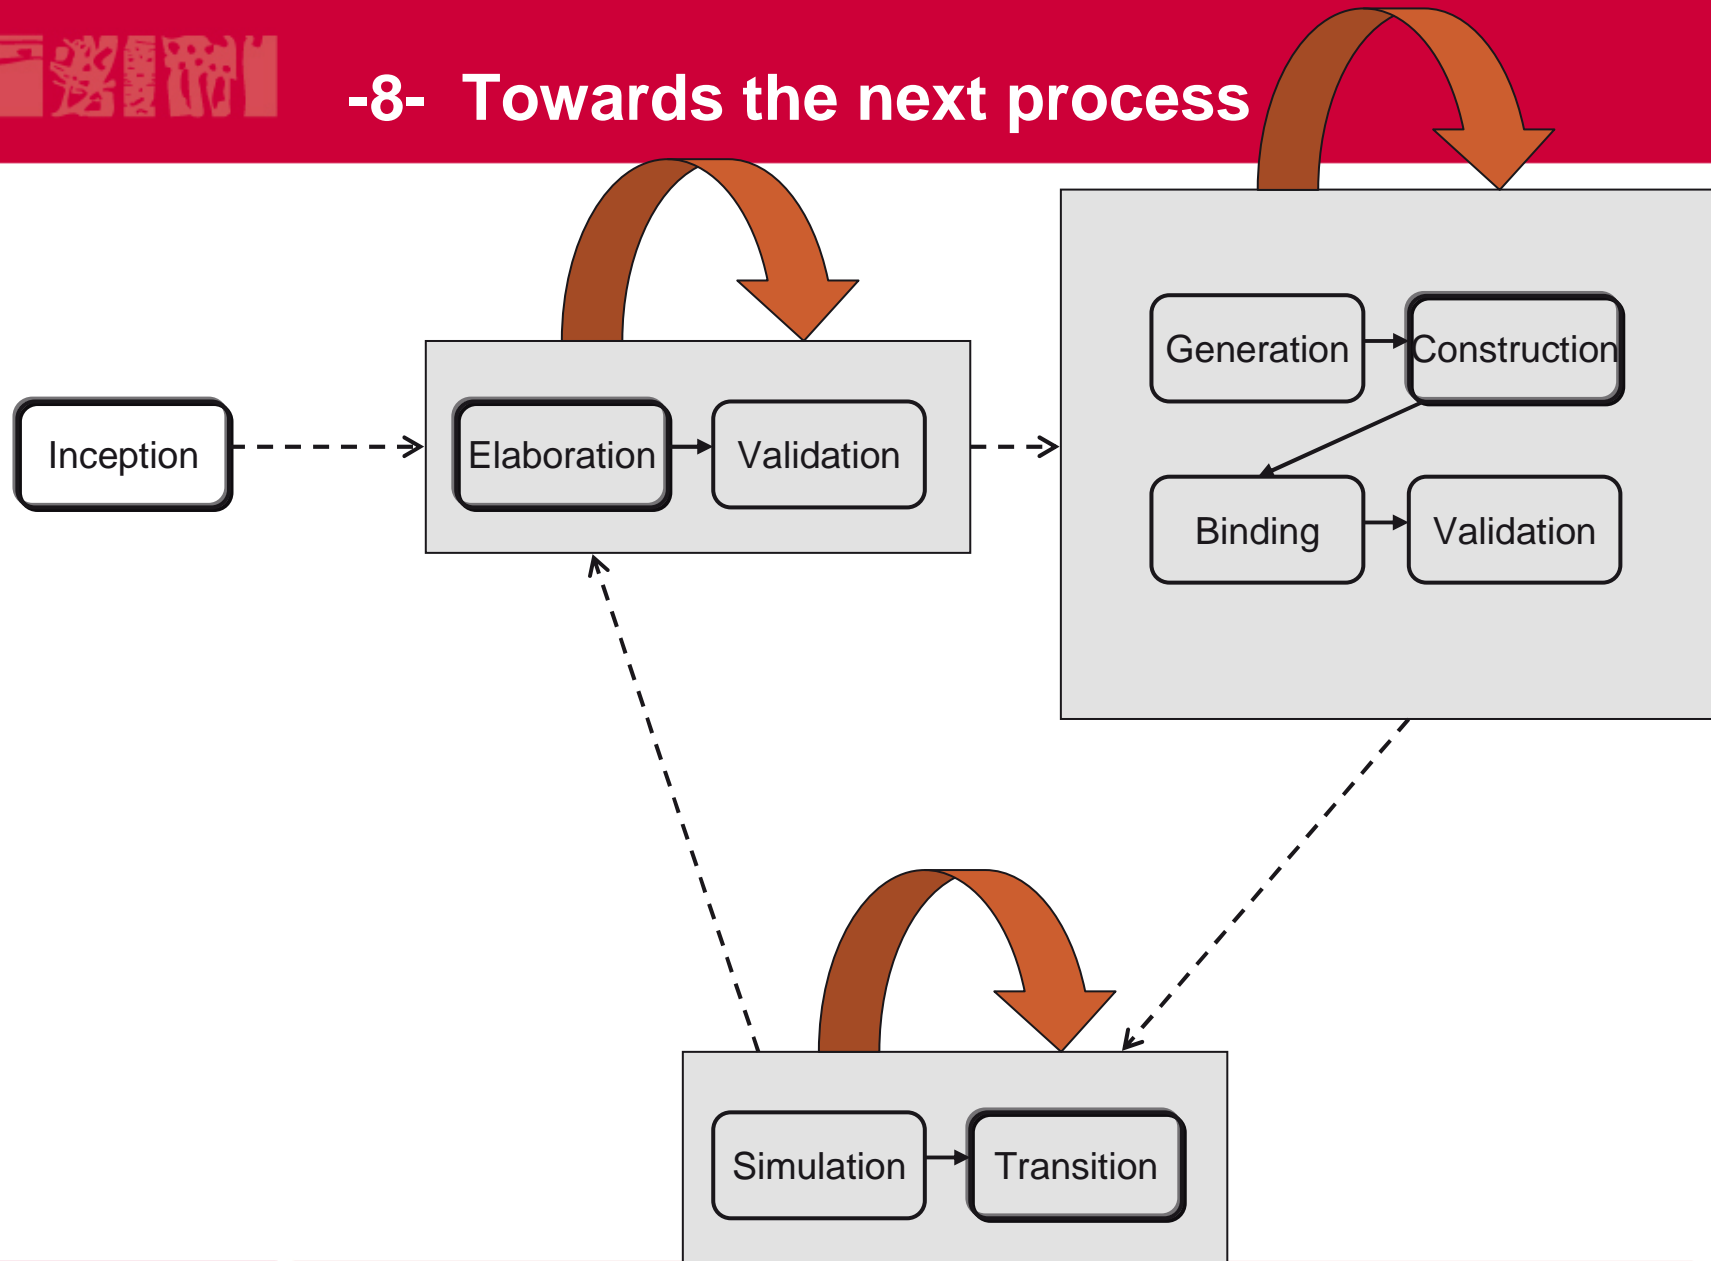 -8- Towards the next process
Inception
Elaboration
Validation
Generation
Construction
Binding
Validation
Simulation
Transition